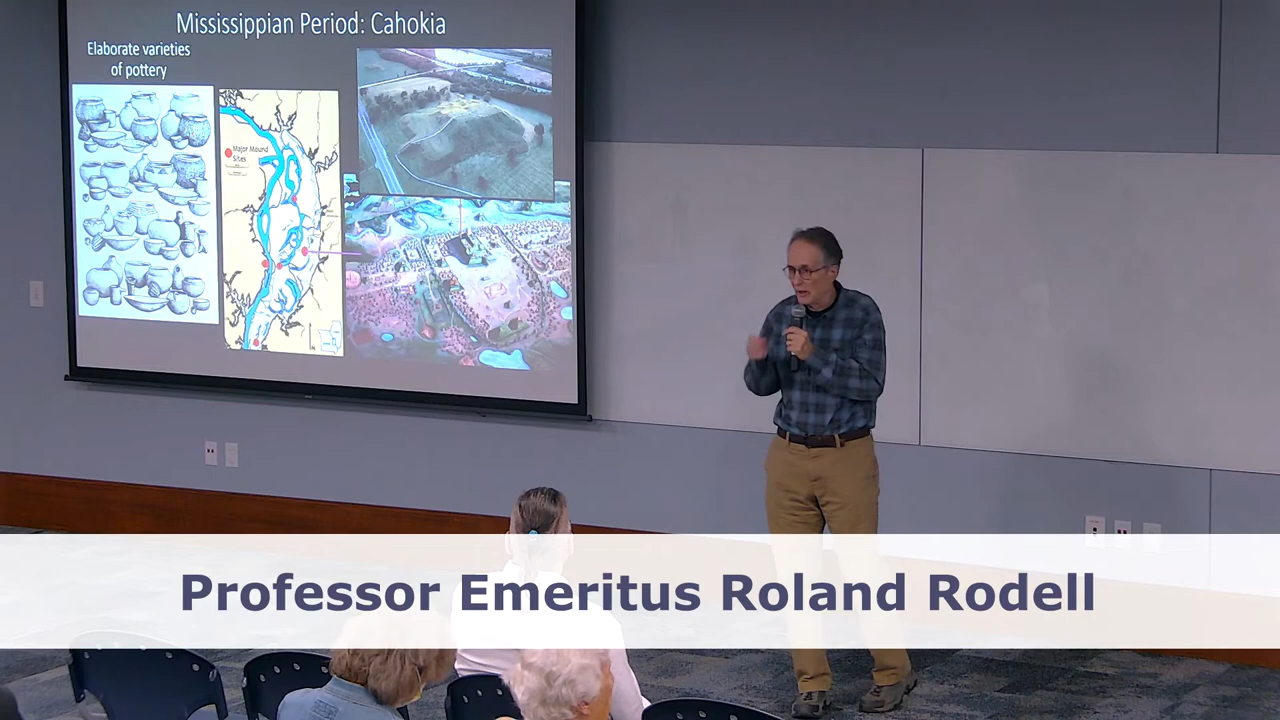 Mississippian Period: Cahokia
Elaborate varieties
of pottery
Major Mound
Sites
Professor Emeritus Roland Rodell